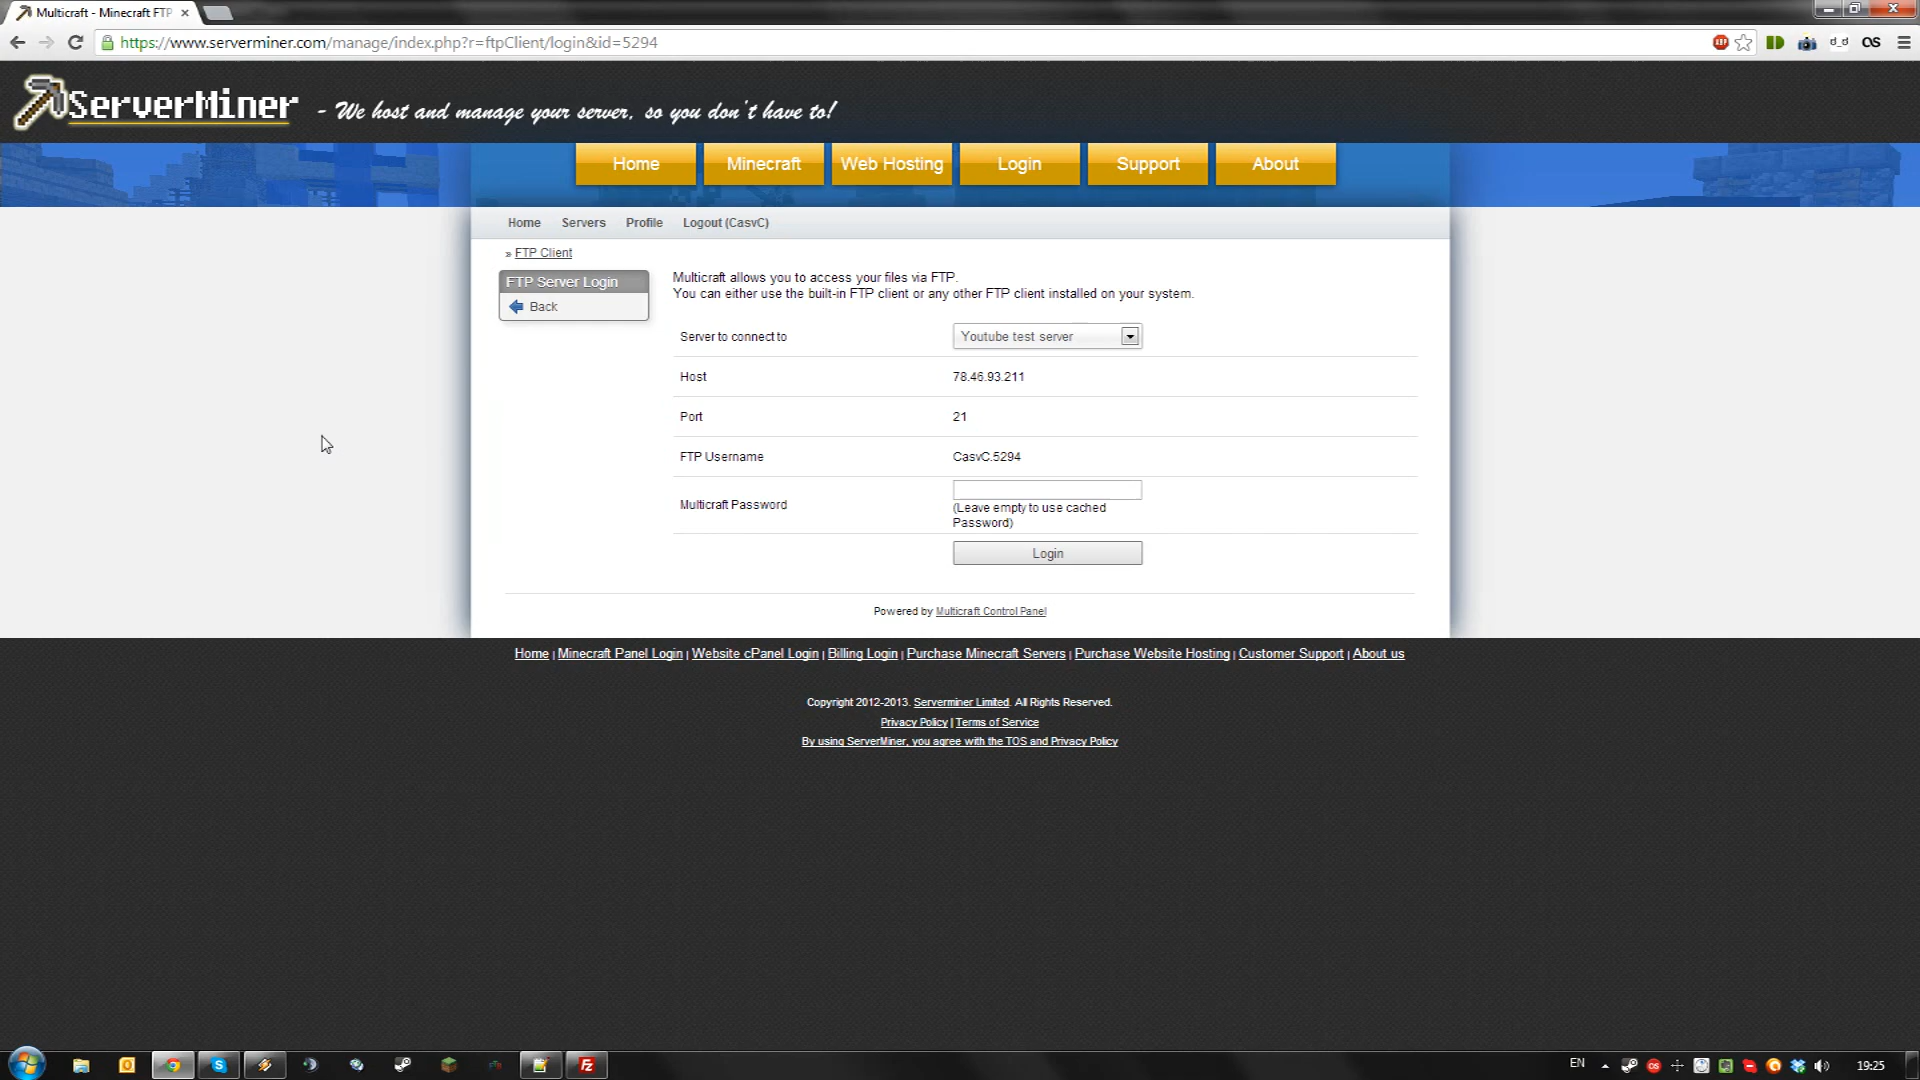 Multicraft - Minecraft FTP
https://www.serverminer.com/manage/index.php?r=ftpClient/login&id=5294
ABP
d_d
OS
ServerMiner - We host and manage your server, so you don't have to!
Home Minecraft Web Hosting Login Support About
Home Servers Profile Logout (CasvC)
» FTP Client
FTP Server Login
Back
Multicraft allows you to access your files via FTP.
You can either use the built-in FTP client or any other FTP client installed on your system.
Server to connect to Youtube test server
Host 78.46.93.211
Port 21
FTP Username CasvC.5294
Multicraft Password
(Leave empty to use cached
Password)
Login
Powered by Multicraft Control Panel
Home | Minecraft Panel Login | Website cPanel Login | Billing Login | Purchase Minecraft Servers | Purchase Website Hosting | Customer Support | About us
Copyright 2012-2013. Serverminer Limited. All Rights Reserved.
Privacy Policy | Terms of Service
By using ServerMiner, you agree with the TOS and Privacy Policy
EN 19:25